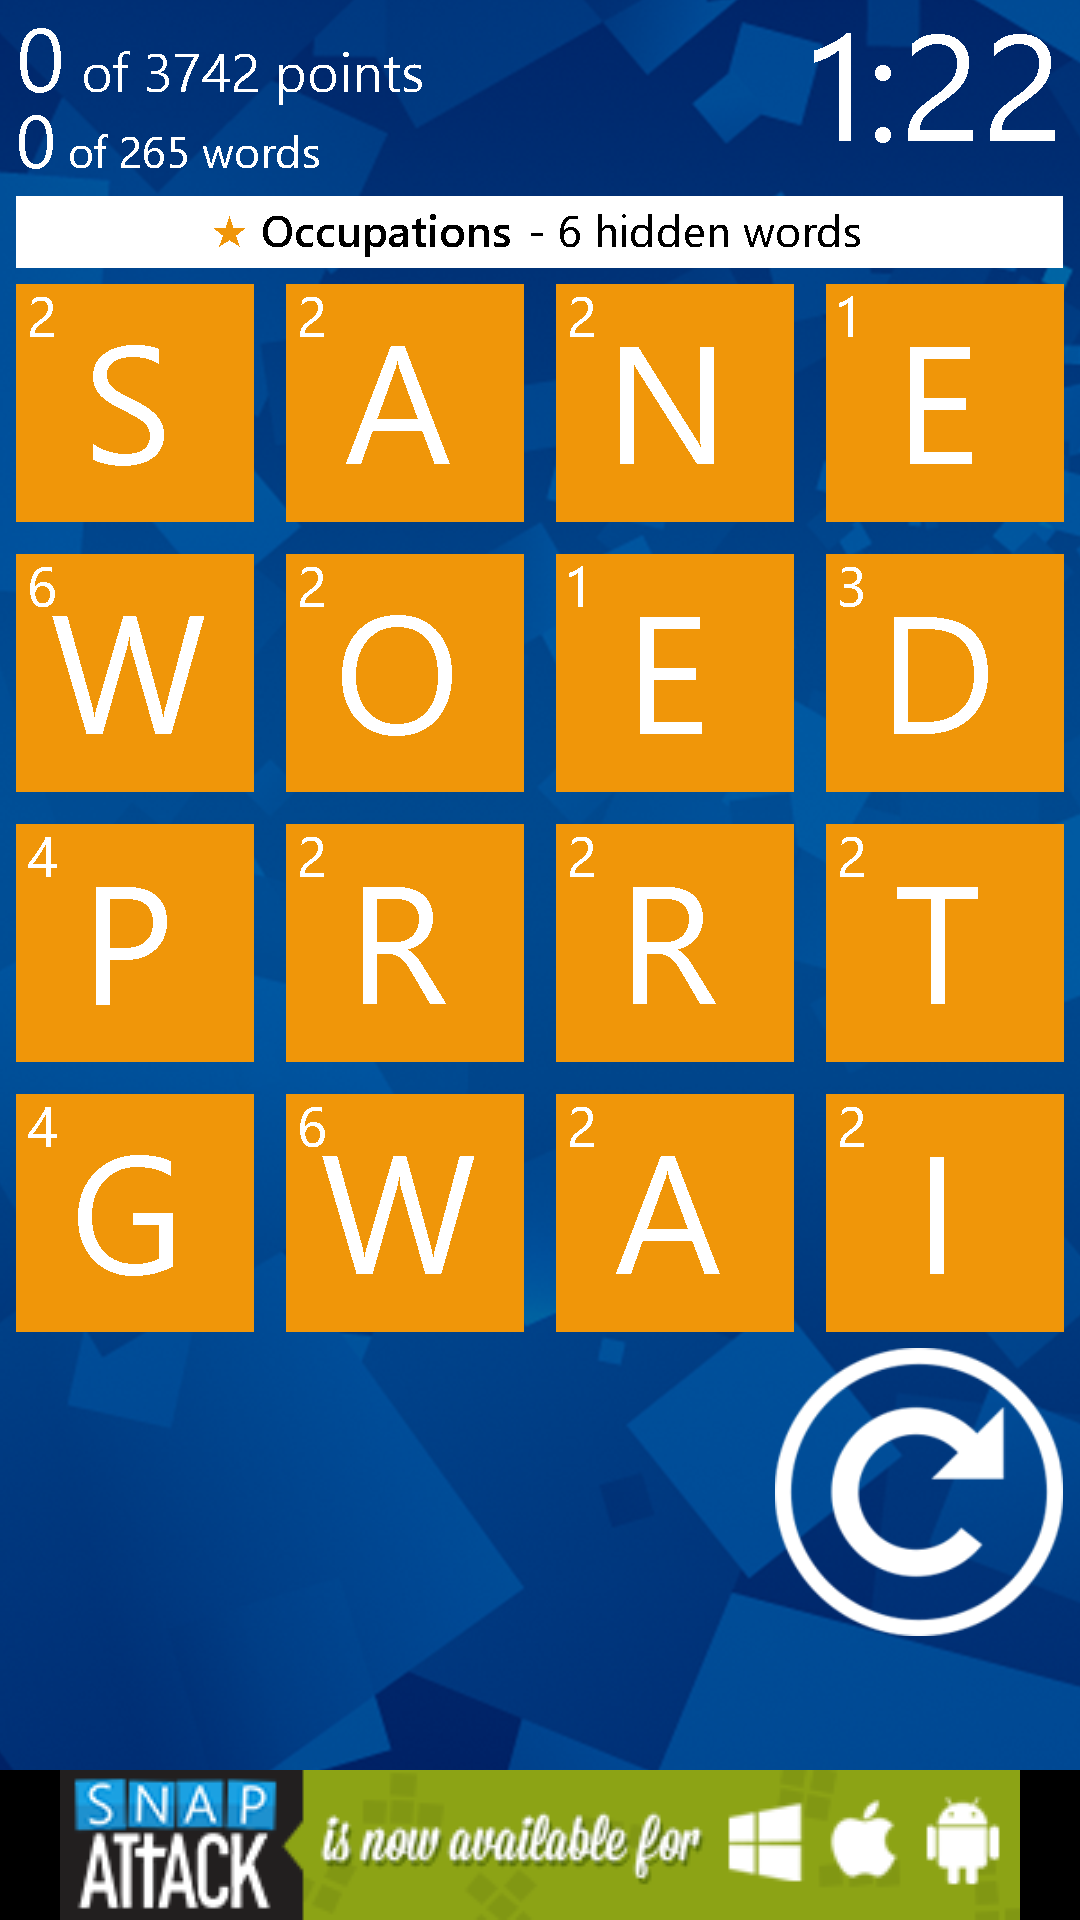 0 of 3742 points
1:22
0 of 265 words
★ Occupations - 6 hidden words
2 S 2 A 2 N 1 E
6 W 2 O 1 E 3 D
4 P 2 R 2 R 2 T
4 G 6 W 2 A 2 I
SNAP
ATTACK
is now available for